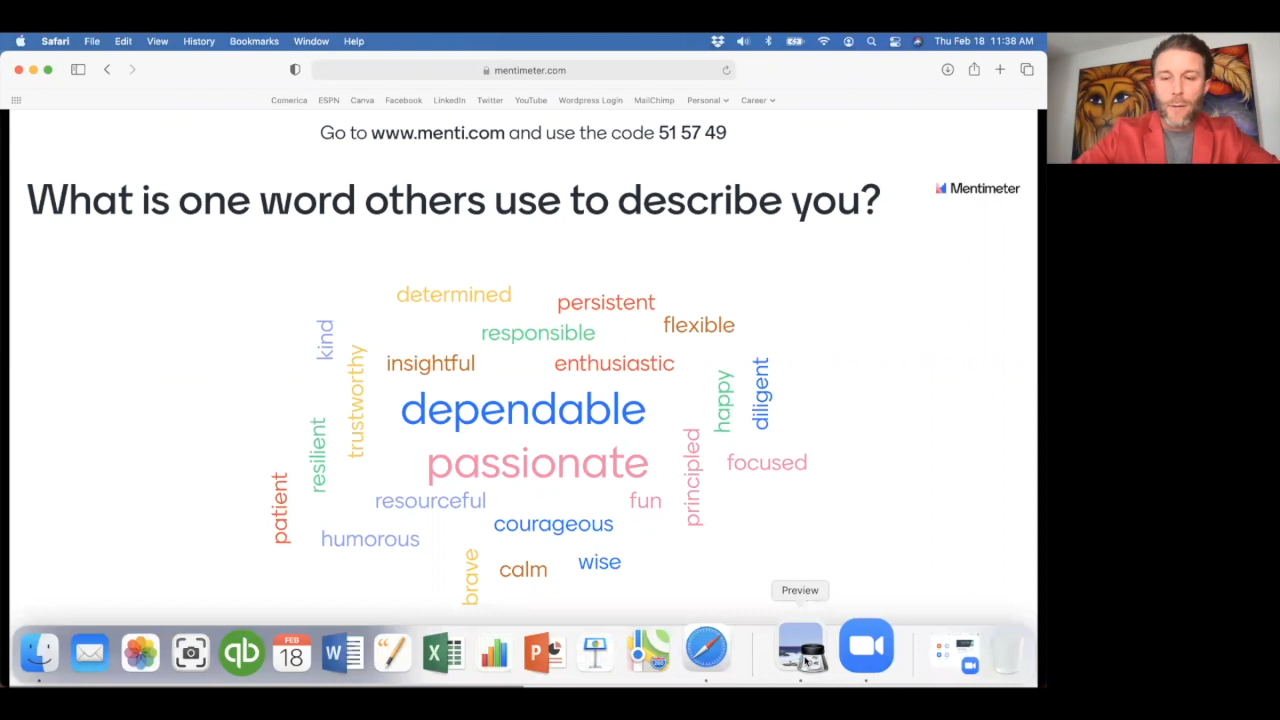 Safari File Edit View History Bookmarks Window Help Thu Feb 18 11:38 AM
mentimeter.com
Comerica ESPN Canva Facebook LinkedIn Twitter YouTube Wordpress Login MailChimp Personal Career
Go to www.menti.com and use the code 51 57 49
What is one word others use to describe you?
Mentimeter
determined
persistent
responsible
flexible
kind
trustworthy
insightful
enthusiastic
happy
diligent
dependable
resilient
passionate
principled
focused
patient
resourceful
fun
courageous
humorous
brave
calm
wise
Preview
qb
FEB
18
W
X
P